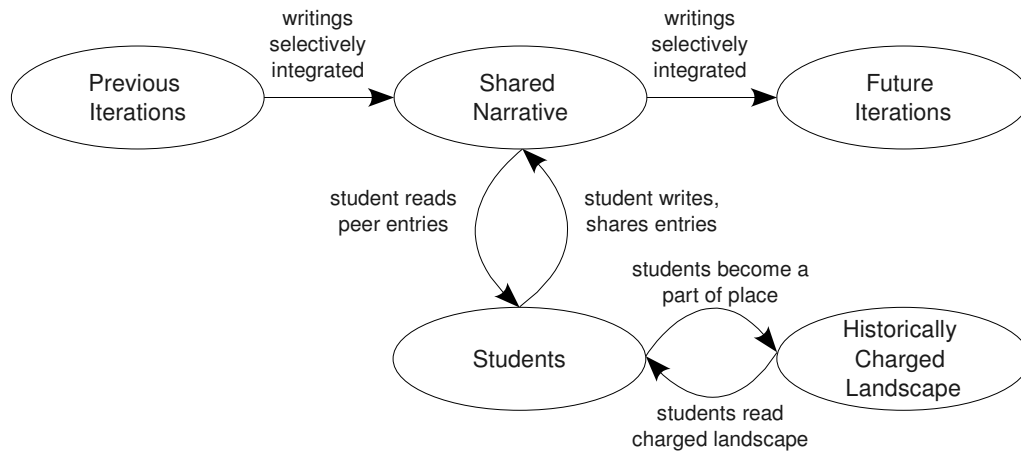 writings
selectively
integrated
writings
selectively
integrated
Previous
Iterations
Shared
Narrative
Future
Iterations
student reads
peer entries
student writes,
shares entries
students become a
part of place
Students
Historically
Charged
Landscape
students read
charged landscape